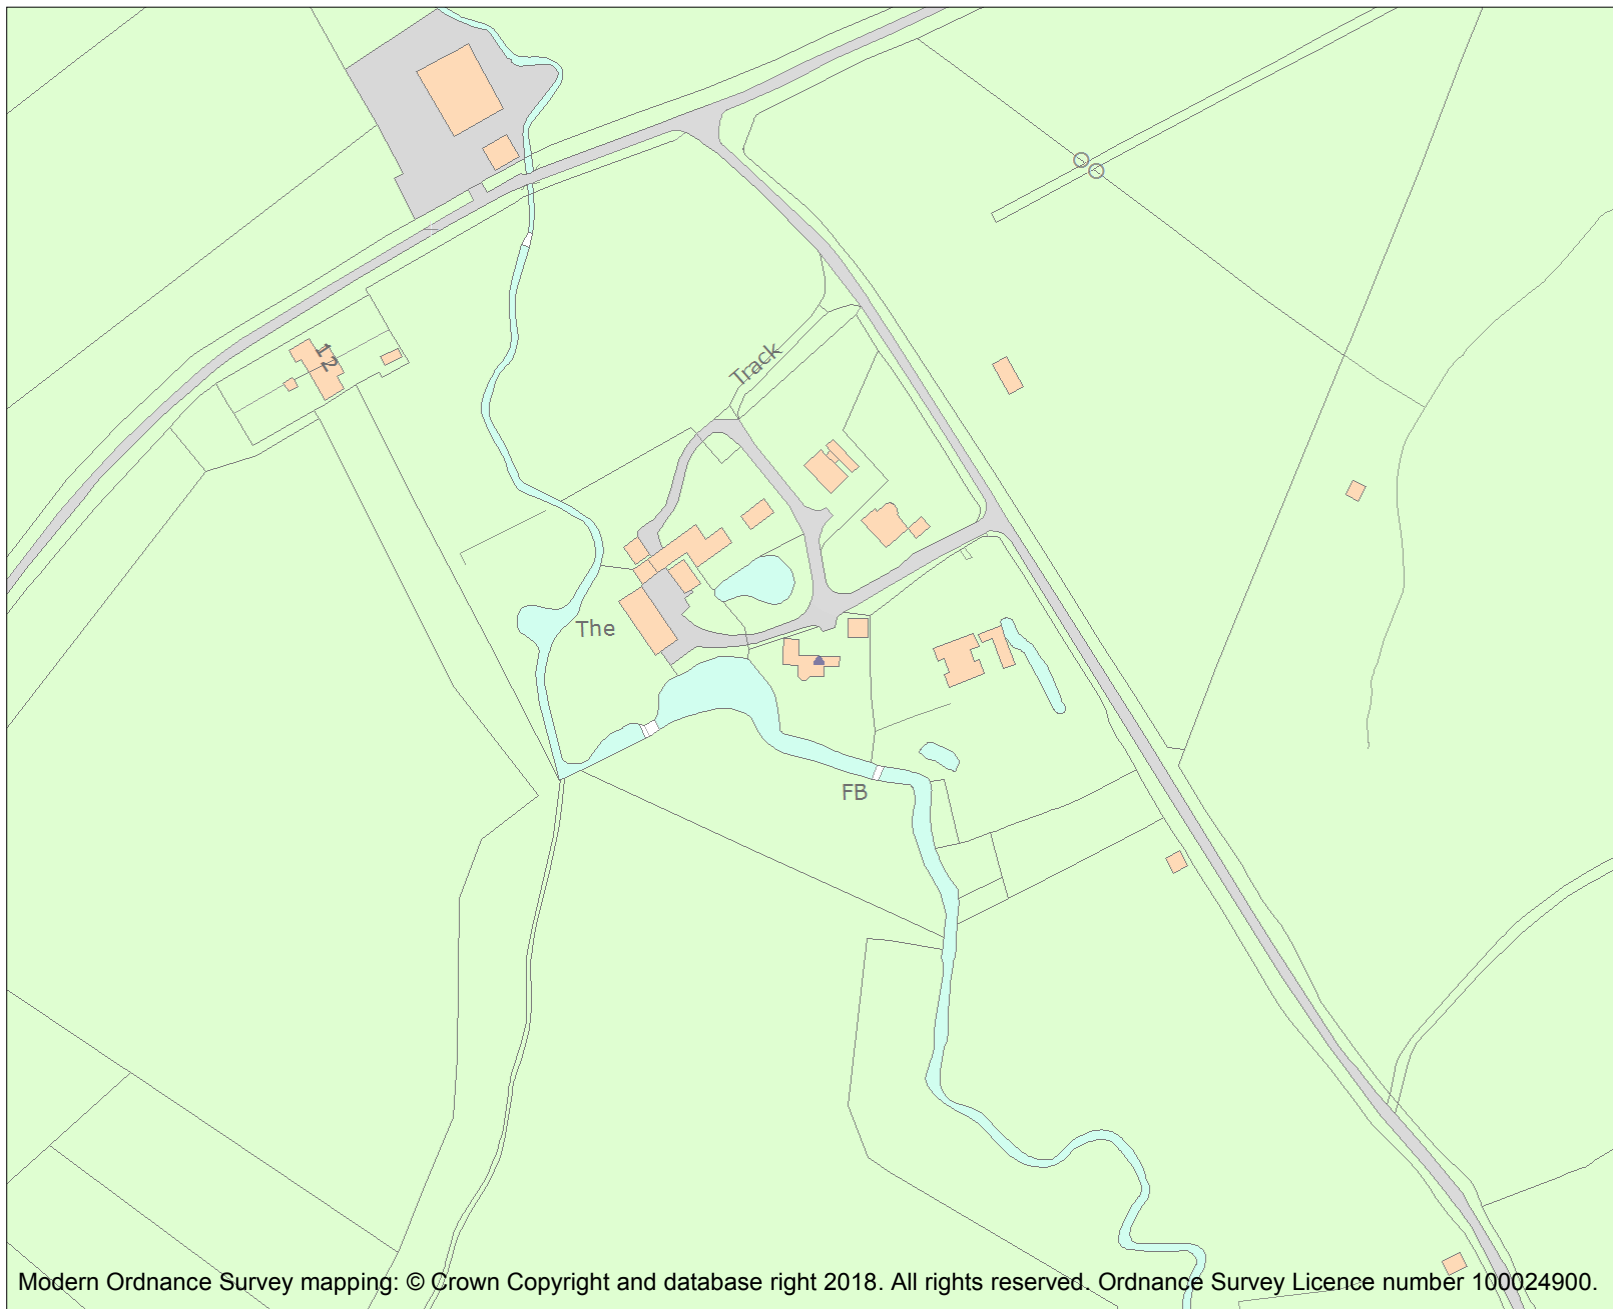 12
Track
The
FB
Modern Ordnance Survey mapping: © Crown Copyright and database right 2018. All rights reserved. Ordnance Survey Licence number 100024900.